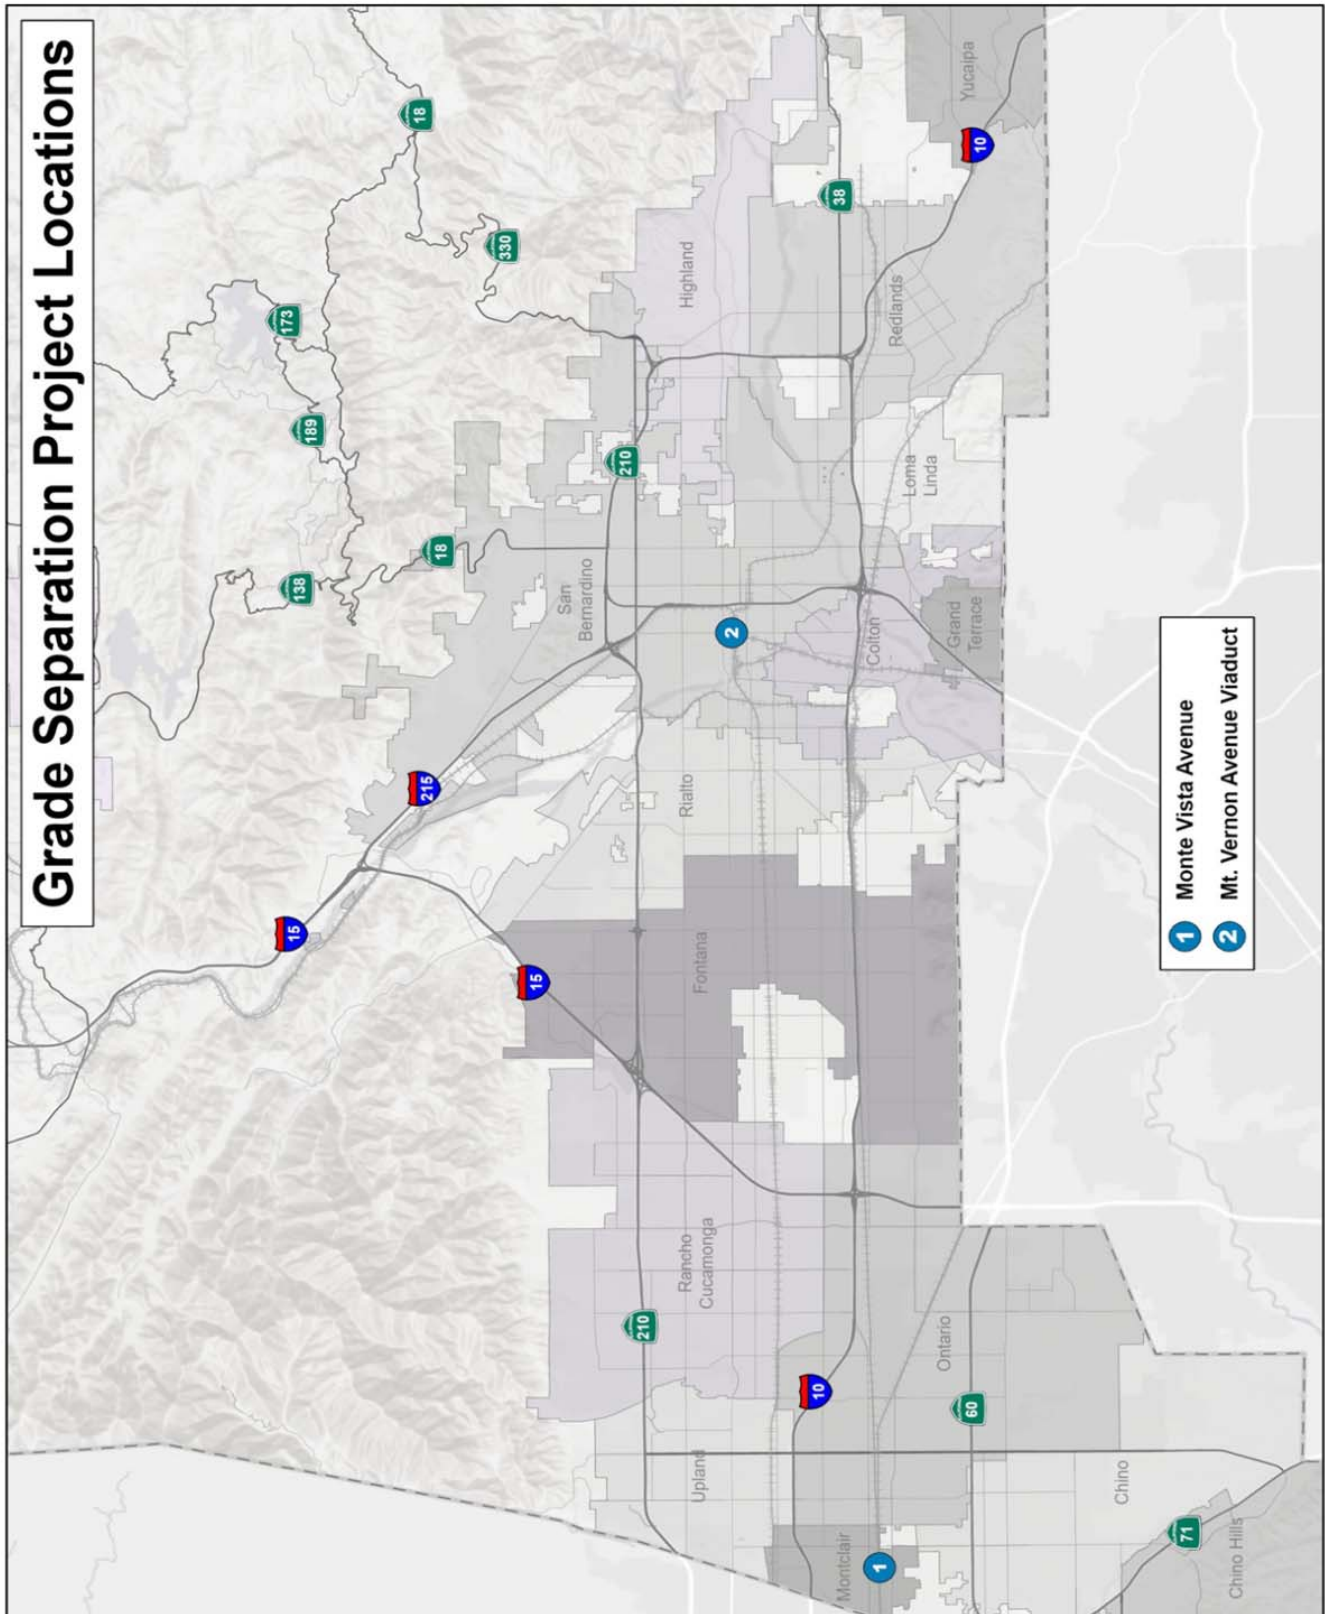 Grade Separation Project Locations
18
173
330
189
138
18
15
215
15
210
38
10
Yucaipa
Highland
Redlands
San
Bernardino
Loma
Linda
Rialto
Colton
Grand
Terrace
Fontana
2
Rancho
Cucamonga
210
10
Upland
Ontario
60
Montclair
1
Chino
71
Chino Hills
1 Monte Vista Avenue
2 Mt. Vernon Avenue Viaduct